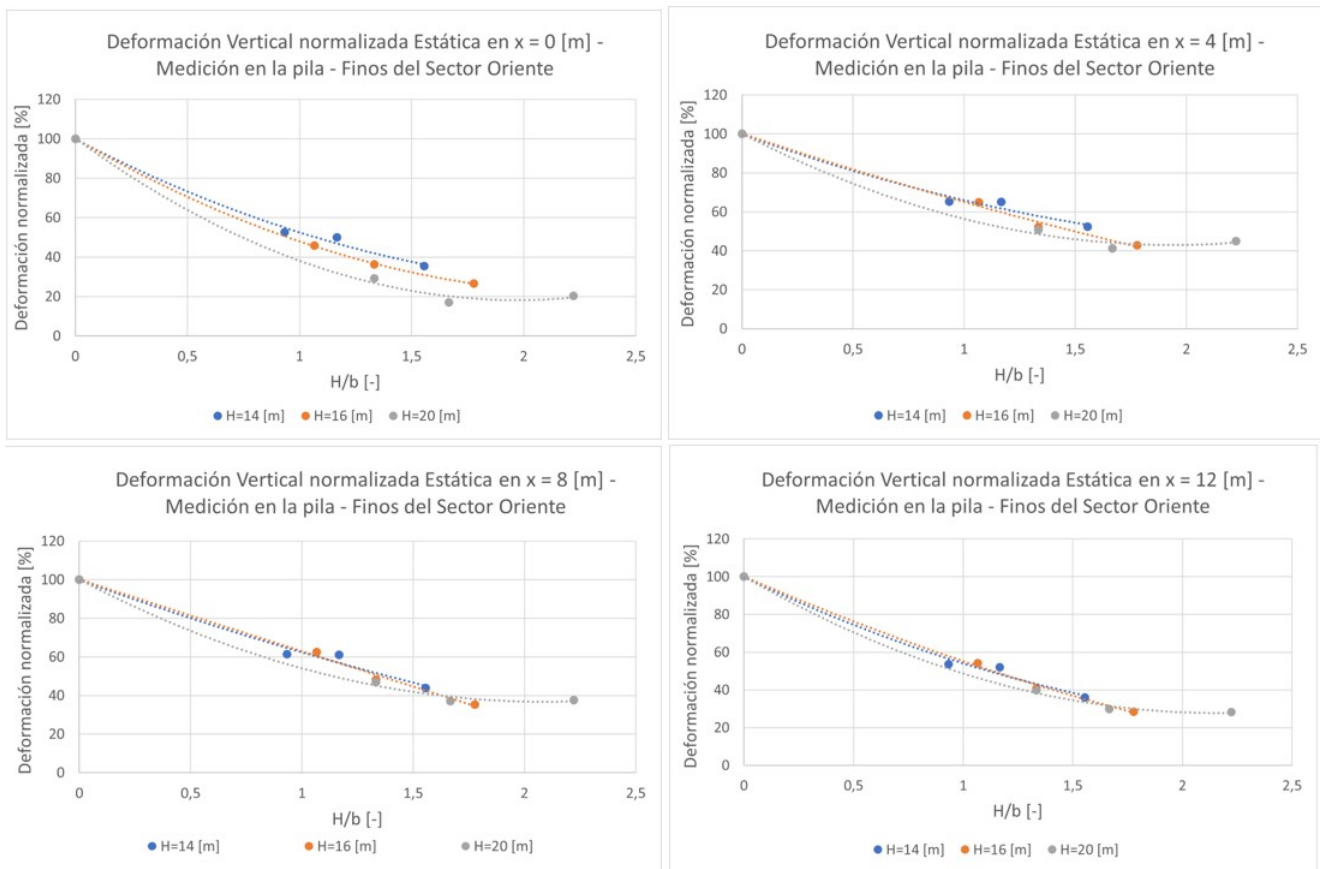 Deformación Vertical normalizada Estática en x = 0 [m] -
Medición en la pila - Finos del Sector Oriente
Deformación normalizada [%]
120
100
80
60
40
20
0
0
0,5
1
1,5
2
2,5
H/b [-]
H=14 [m]
H=16 [m]
H=20 [m]
Deformación Vertical normalizada Estática en x = 4 [m] -
Medición en la pila - Finos del Sector Oriente
Deformación normalizada [%]
120
100
80
60
40
20
0
0
0,5
1
1,5
2
2,5
H/b [-]
H=14 [m]
H=16 [m]
H=20 [m]
Deformación Vertical normalizada Estática en x = 8 [m] -
Medición en la pila - Finos del Sector Oriente
Deformación normalizada [%]
120
100
80
60
40
20
0
0
0,5
1
1,5
2
2,5
H/b [-]
H=14 [m]
H=16 [m]
H=20 [m]
Deformación Vertical normalizada Estática en x = 12 [m] -
Medición en la pila - Finos del Sector Oriente
Deformación normalizada [%]
120
100
80
60
40
20
0
0
0,5
1
1,5
2
2,5
H/b [-]
H=14 [m]
H=16 [m]
H=20 [m]